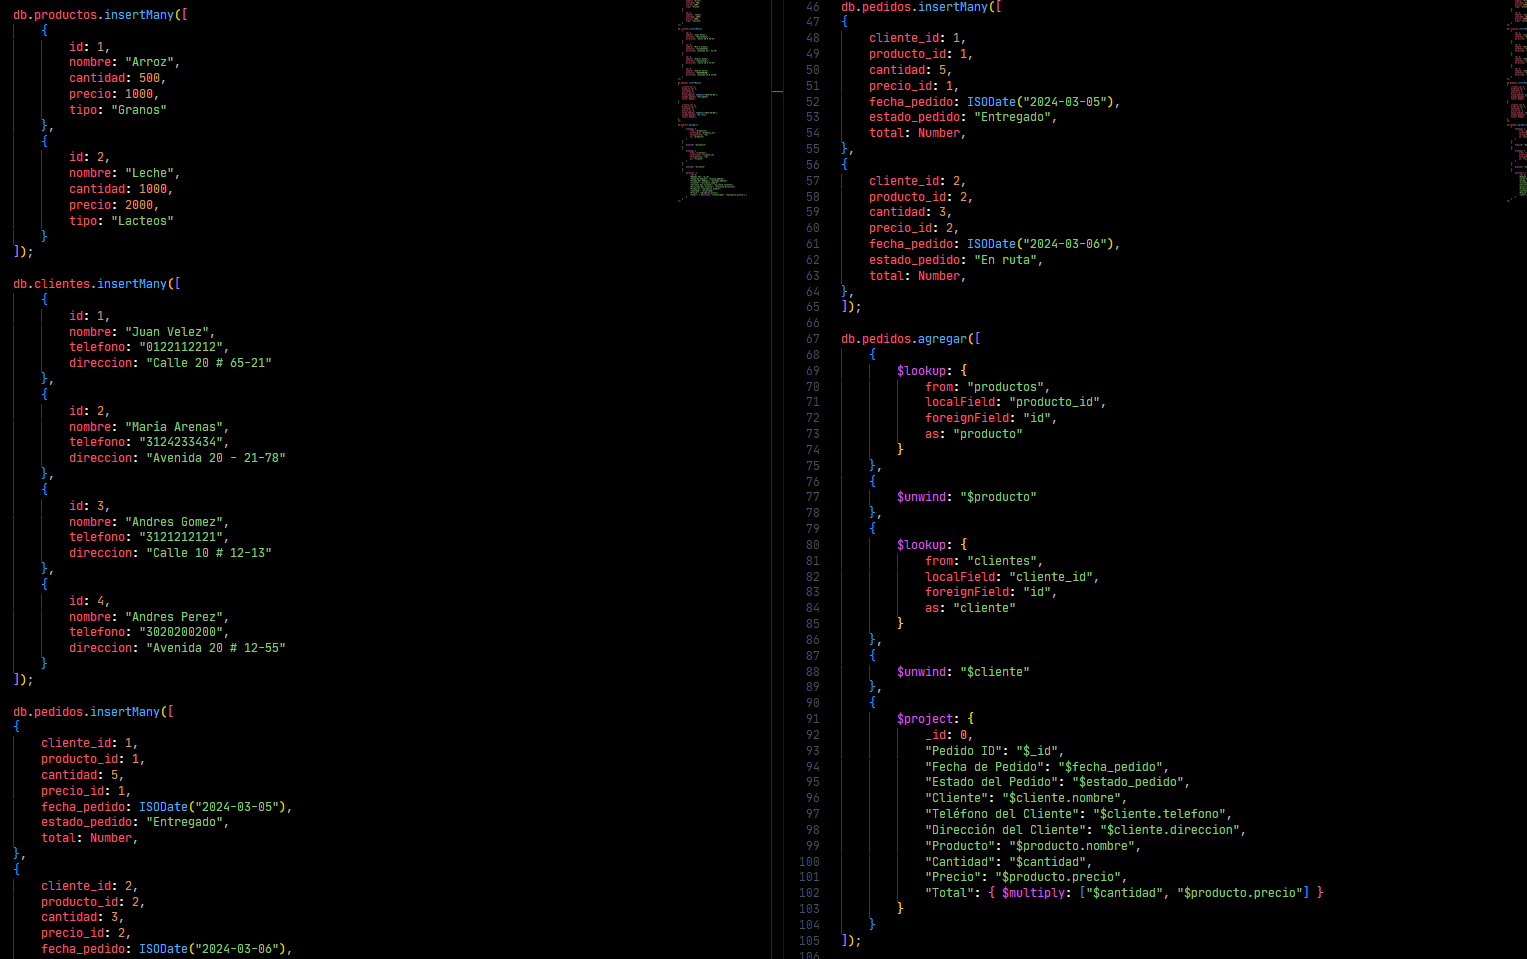 db.productos.insertMany([
    {
        id: 1,
        nombre: "Arroz",
        cantidad: 500,
        precio: 1000,
        tipo: "Granos"
    },
    {
        id: 2,
        nombre: "Leche",
        cantidad: 1000,
        precio: 2000,
        tipo: "Lacteos"
    }
]);

db.clientes.insertMany([
    {
        id: 1,
        nombre: "Juan Velez",
        telefono: "0122112212",
        direccion: "Calle 20 # 65-21"
    },
    {
        id: 2,
        nombre: "María Arenas",
        telefono: "3124233434",
        direccion: "Avenida 20 - 21-78"
    },
    {
        id: 3,
        nombre: "Andres Gomez",
        telefono: "3121212121",
        direccion: "Calle 10 # 12-13"
    },
    {
        id: 4,
        nombre: "Andres Perez",
        telefono: "3020200200",
        direccion: "Avenida 20 # 12-55"
    }
]);

db.pedidos.insertMany([
{
    cliente_id: 1,
    producto_id: 1,
    cantidad: 5,
    precio_id: 1,
    fecha_pedido: ISODate("2024-03-05"),
    estado_pedido: "Entregado",
    total: Number,
},
{
    cliente_id: 2,
    producto_id: 2,
    cantidad: 3,
    precio_id: 2,
    fecha_pedido: ISODate("2024-03-06"),
46 db.pedidos.insertMany([
47 {
48     cliente_id: 1,
49     producto_id: 1,
50     cantidad: 5,
51     precio_id: 1,
52     fecha_pedido: ISODate("2024-03-05"),
53     estado_pedido: "Entregado",
54     total: Number,
55 },
56 {
57     cliente_id: 2,
58     producto_id: 2,
59     cantidad: 3,
60     precio_id: 2,
61     fecha_pedido: ISODate("2024-03-06"),
62     estado_pedido: "En ruta",
63     total: Number,
64 },
65 ]);
66
67 db.pedidos.agregar([
68     {
69         $lookup: {
70             from: "productos",
71             localField: "producto_id",
72             foreignField: "id",
73             as: "producto"
74         }
75     },
76     {
77         $unwind: "$producto"
78     },
79     {
80         $lookup: {
81             from: "clientes",
82             localField: "cliente_id",
83             foreignField: "id",
84             as: "cliente"
85         }
86     },
87     {
88         $unwind: "$cliente"
89     },
90     {
91         $project: {
92             _id: 0,
93             "Pedido ID": "$_id",
94             "Fecha de Pedido": "$fecha_pedido",
95             "Estado del Pedido": "$estado_pedido",
96             "Cliente": "$cliente.nombre",
97             "Teléfono del Cliente": "$cliente.telefono",
98             "Dirección del Cliente": "$cliente.direccion",
99             "Producto": "$producto.nombre",
100             "Cantidad": "$cantidad",
101             "Precio": "$producto.precio",
102             "Total": { $multiply: ["$cantidad", "$producto.precio"] }
103         }
104     }
105 ]);
106